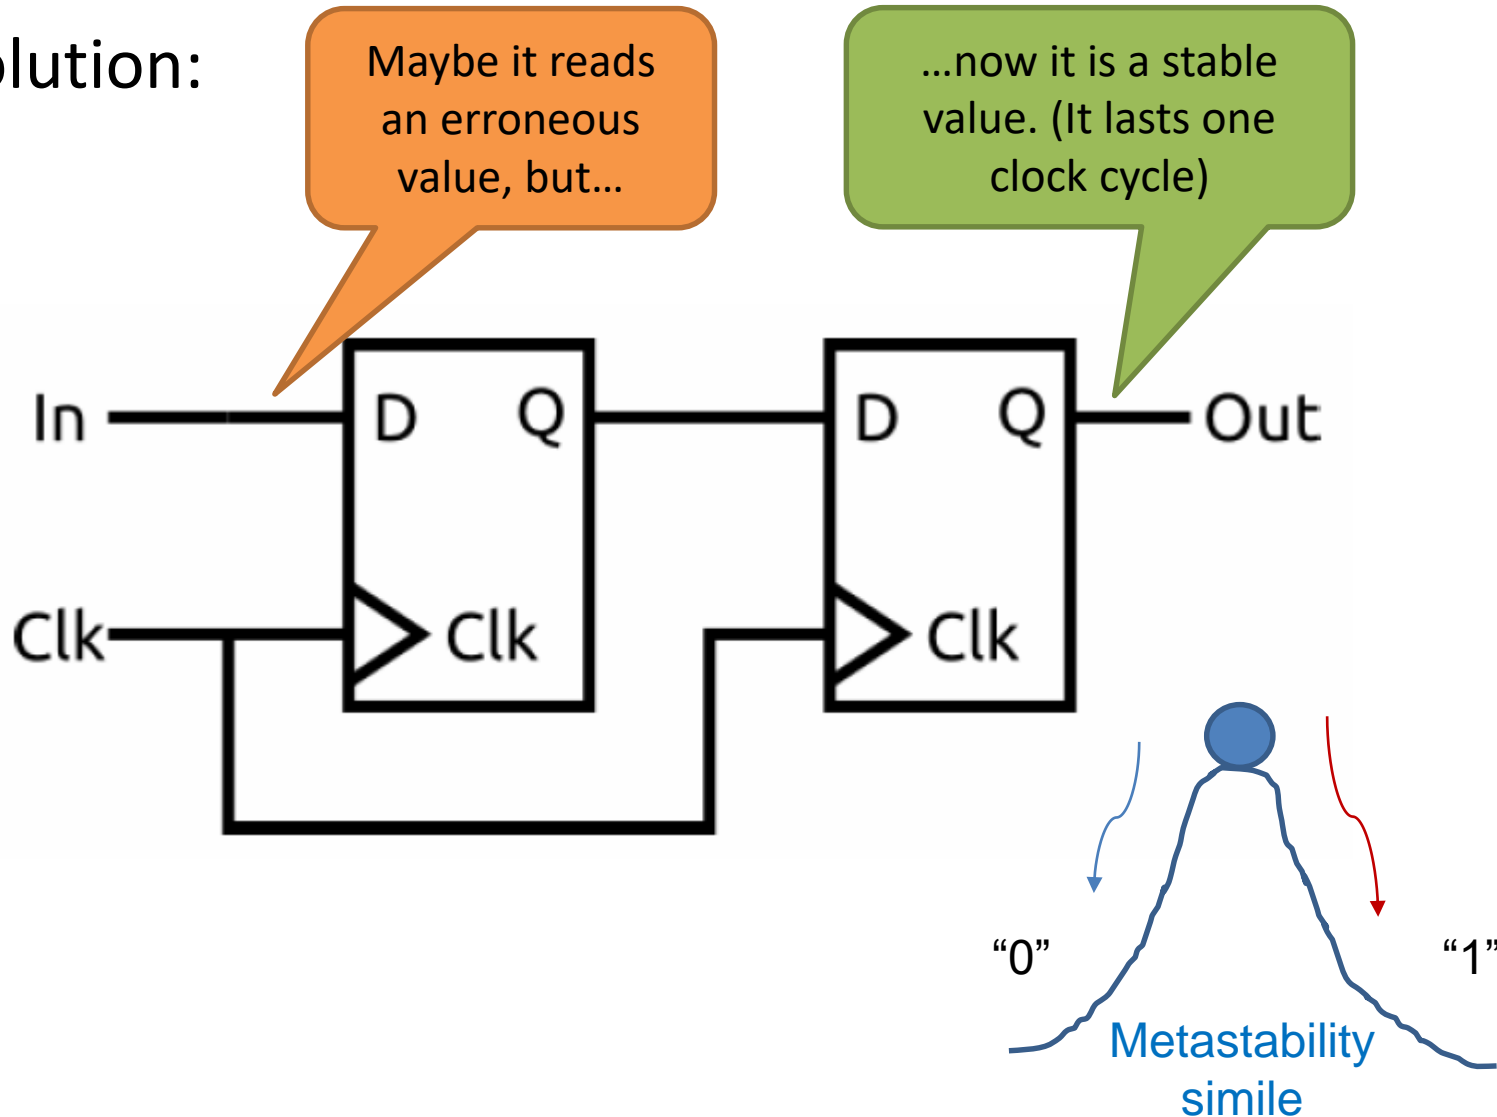 olution:
Maybe it reads
an erroneous
value, but…
…now it is a stable
value. (It lasts one
clock cycle)
In
D
Q
D
Q
Out
Clk
Clk
Clk
“0”
“1”
Metastability
simile